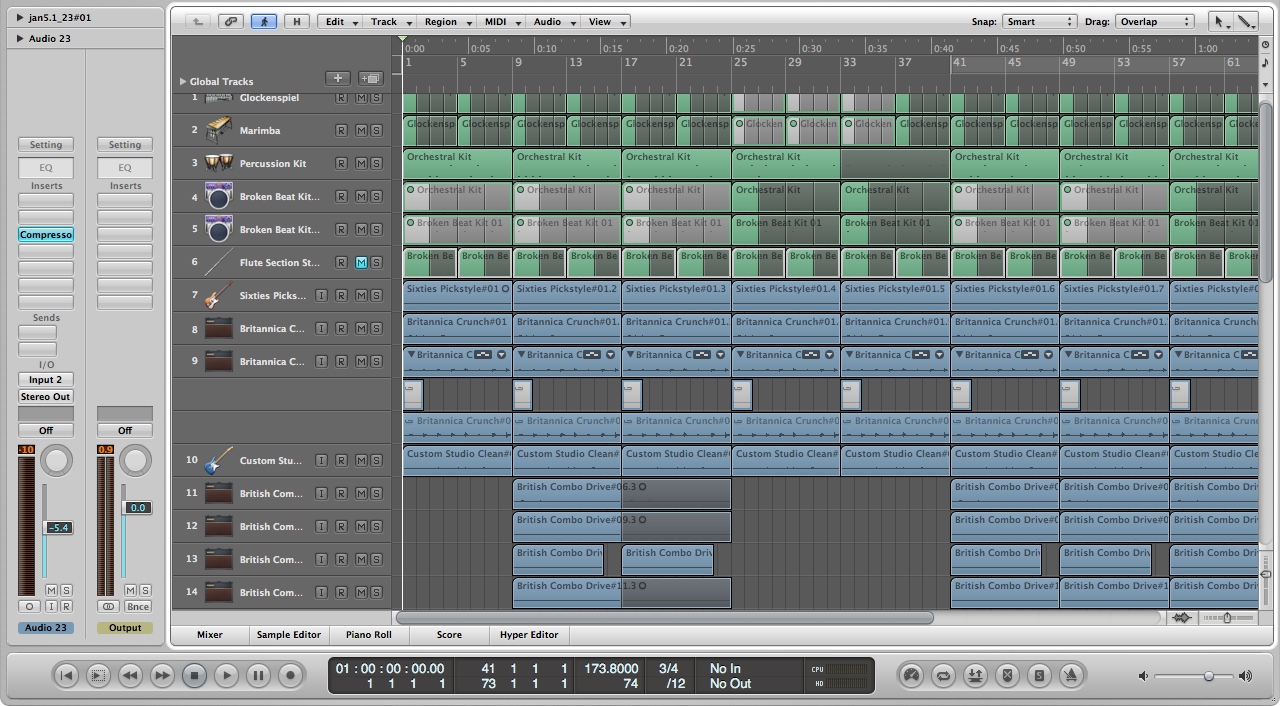 jan5.1_23#01
Audio 23
H Edit Track Region MIDI Audio View Snap: Smart Drag: Overlap
0:00 0:05 0:10 0:15 0:20 0:25 0:30 0:35 0:40 0:45 0:50 0:55 1:00
1 5 9 13 17 21 25 29 33 37 41 45 49 53 57 61
Global Tracks
1 Glockenspiel R M S
2 Marimba R M S Glockensp Glockensp Glockensp Glockensp Glockensp Glockensp Glocken Glocken Glocken Glockensp Glockensp Glockensp Glockensp Glockensp Glockensp
3 Percussion Kit R M S Orchestral Kit Orchestral Kit Orchestral Kit Orchestral Kit Orchestral Kit Orchestral Kit Orchestral Kit
4 Broken Beat Kit... R M S Orchestral Kit Orchestral Kit Orchestral Kit Orchestral Kit Orchestral Kit Orchestral Kit Orchestral Kit Orchestral Kit
5 Broken Beat Kit... R M S Broken Beat Kit 01 Broken Beat Kit 01 Broken Beat Kit 01 Broken Beat Kit 01 Broken Beat Kit 01 Broken Beat Kit 01 Broken Beat Kit 01 Broken Beat Kit
6 Flute Section St... R M S Broken Be Broken Be Broken Be Broken Be Broken Be Broken Be Broken Be Broken Be Broken Be Broken Be Broken Be Broken Be Broken Be Broken Be Broken Be
7 Sixties Picks... I R M S Sixties Pickstyle#01 Sixties Pickstyle#01.2 Sixties Pickstyle#01.3 Sixties Pickstyle#01.4 Sixties Pickstyle#01.5 Sixties Pickstyle#01.6 Sixties Pickstyle#01.7 Sixties Pickstyle#0
8 Britannica C... I R M S Britannica Crunch#01 Britannica Crunch#01. Britannica Crunch#01. Britannica Crunch#01. Britannica Crunch#01. Britannica Crunch#01. Britannica Crunch#01. Britannica Crunch
9 Britannica C... I R M S Britannica C Britannica C Britannica C Britannica C Britannica C Britannica C Britannica C Britannica C
Britannica Crunch#0 Britannica Crunch#0 Britannica Crunch#0 Britannica Crunch#0 Britannica Crunch#0 Britannica Crunch#0 Britannica Crunch#0 Britannica Crun
10 Custom Stu... I R M S Custom Studio Clean# Custom Studio Clean# Custom Studio Clean# Custom Studio Clean# Custom Studio Clean# Custom Studio Clean# Custom Studio Clean# Custom Studio Cle
11 British Com... I R M S British Combo Drive#06.3 British Combo Drive#0 British Combo Drive#0 British Combo Dri
12 British Com... I R M S British Combo Drive#09.3 British Combo Drive#0 British Combo Drive#0 British Combo Dri
13 British Com... I R M S British Combo Driv British Combo Driv British Combo Driv British Combo Driv British Combo Dri
14 British Com... I R M S British Combo Drive#11.3 British Combo Drive#1 British Combo Drive#1 British Combo Dri
Setting Setting
EQ EQ
Inserts Inserts
Compresso
Sends
I/O
Input 2
Stereo Out
Off Off
-10 0.9
-5.4 0.0
M S M S
I R Bnce
Audio 23 Output
Mixer Sample Editor Piano Roll Score Hyper Editor
01 : 00 : 00 : 00.00 41 1 1 1 173.8000 3/4 No In CPU
1 1 1 1 73 1 1 1 74 /12 No Out HD
S